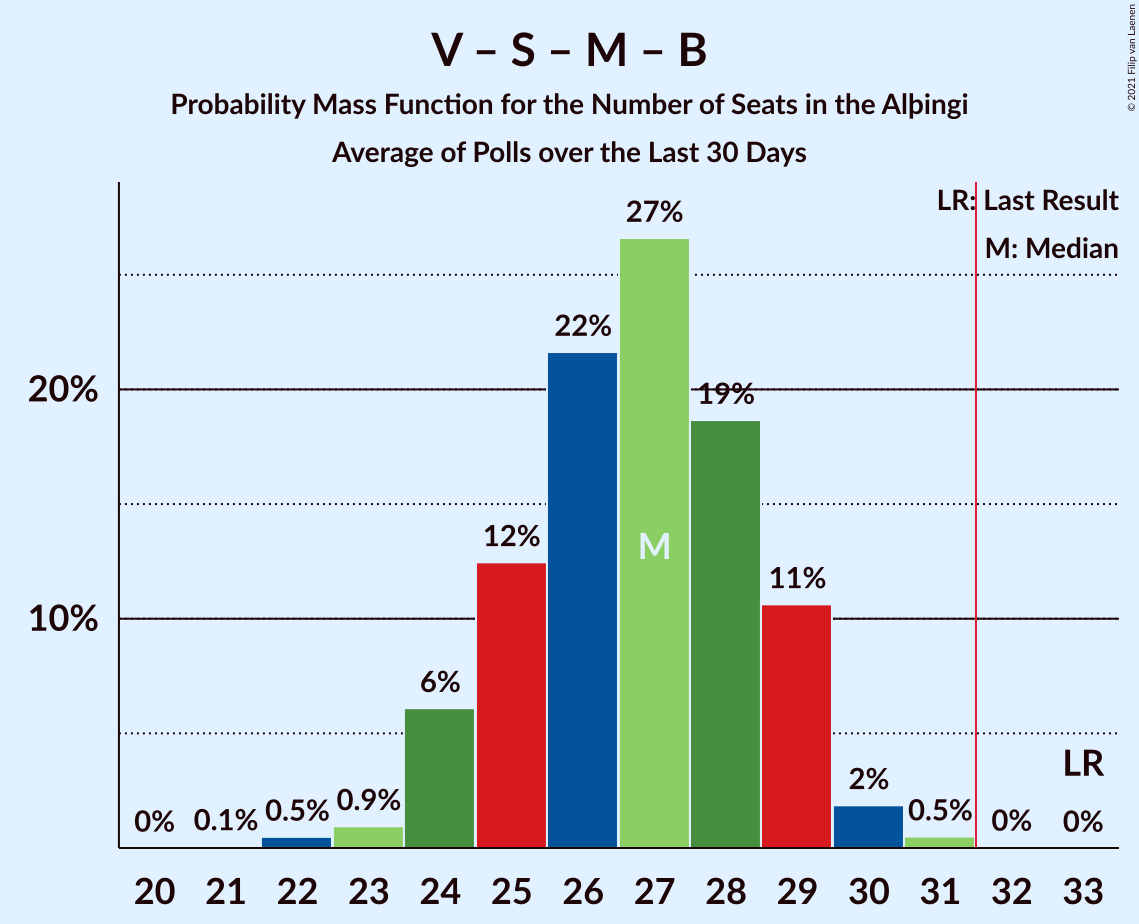 V – S – M – B
Probability Mass Function for the Number of Seats in the Alþingi
Average of Polls over the Last 30 Days
© 2021 Filip van Laenen
LR: Last Result
M: Median
27%
22%
20%
19%
12%
M
11%
10%
6%
LR
2%
0% 0.1% 0.5% 0.9% 0.5% 0% 0%
20 21 22 23 24 25 26 27 28 29 30 31 32 33